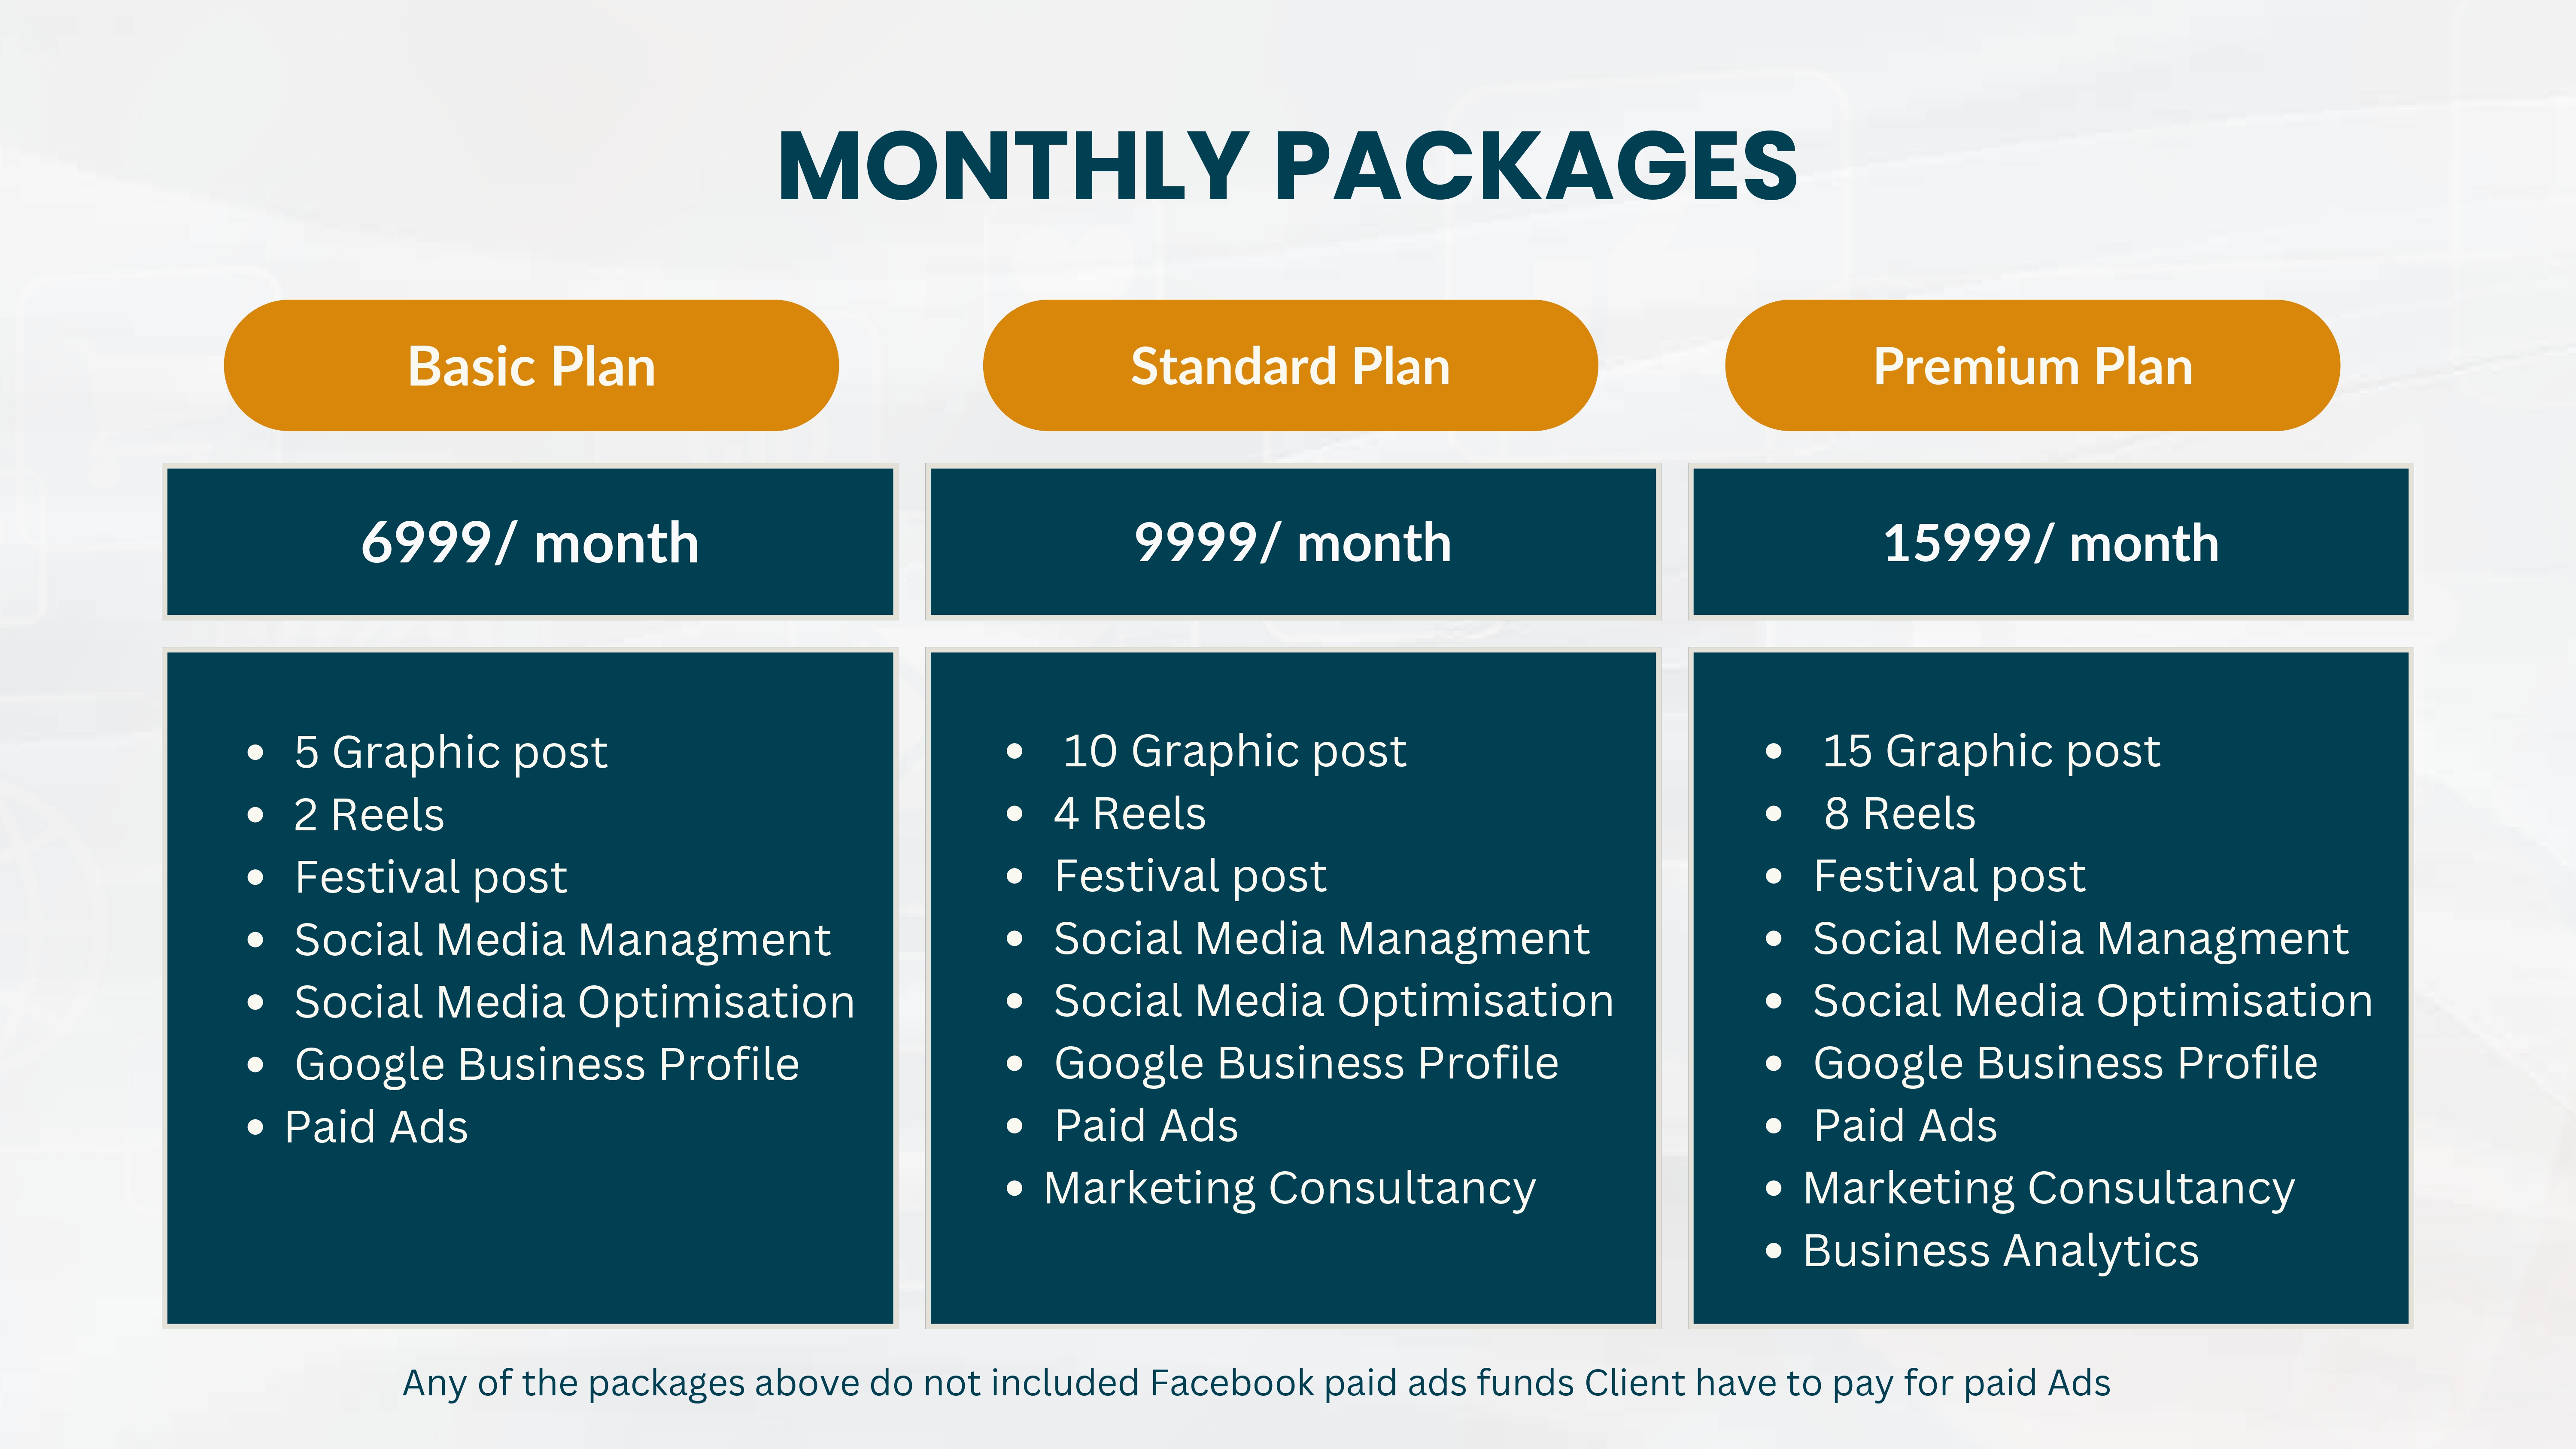 MONTHLY PACKAGES
Basic Plan
6999/ month
• 5 Graphic post
• 2 Reels
• Festival post
• Social Media Managment
• Social Media Optimisation
• Google Business Profile
• Paid Ads
Standard Plan
9999/ month
• 10 Graphic post
• 4 Reels
• Festival post
• Social Media Managment
• Social Media Optimisation
• Google Business Profile
• Paid Ads
• Marketing Consultancy
Premium Plan
15999/ month
• 15 Graphic post
• 8 Reels
• Festival post
• Social Media Managment
• Social Media Optimisation
• Google Business Profile
• Paid Ads
• Marketing Consultancy
• Business Analytics
Any of the packages above do not included Facebook paid ads funds Client have to pay for paid Ads